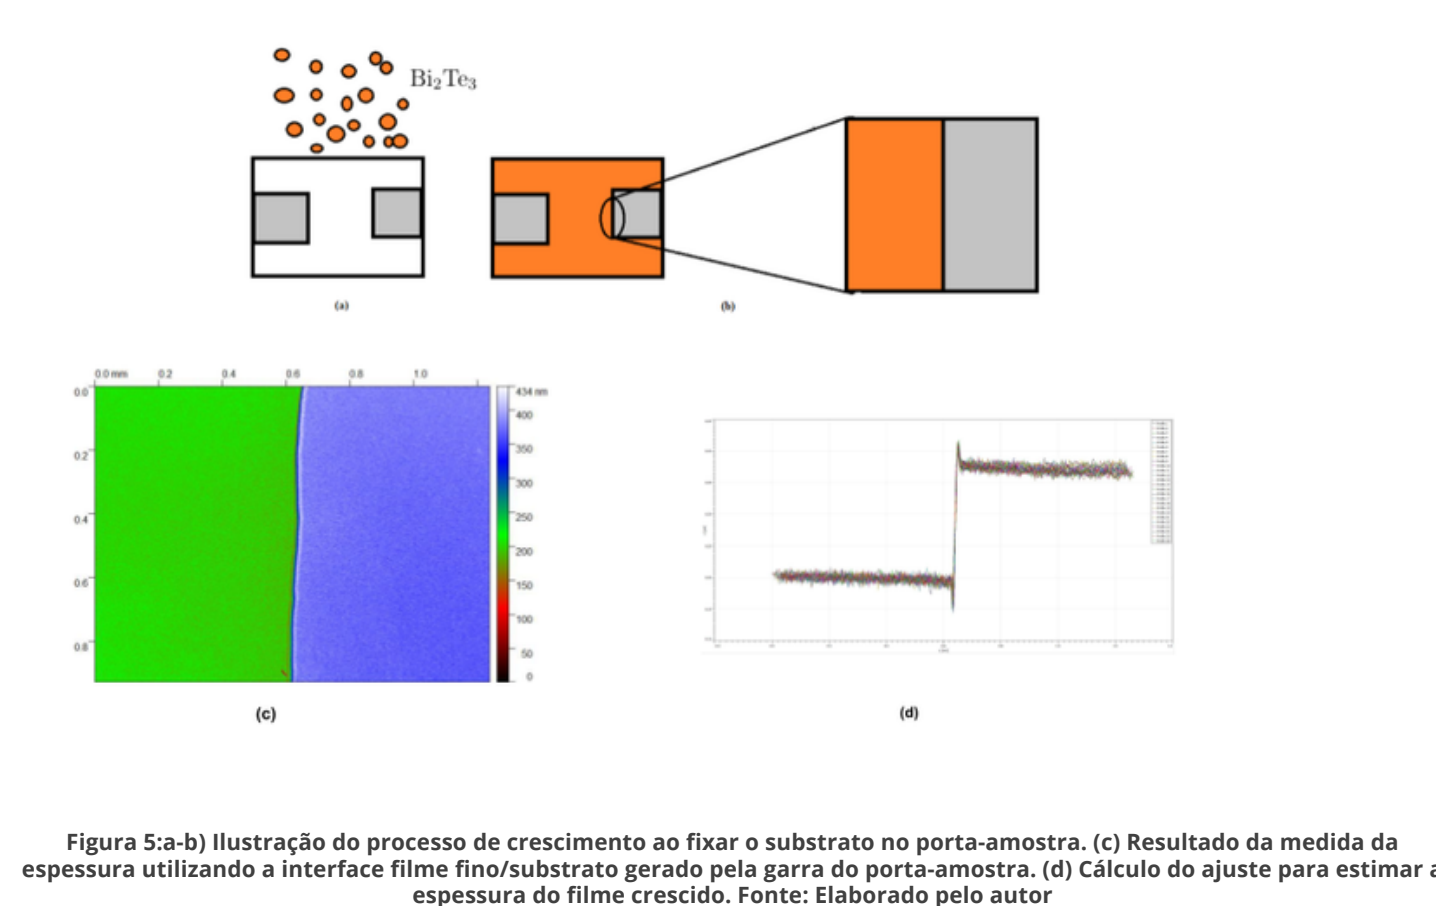 Bi₂Te₃
(a)
(b)
0.0 mm 0.2 0.4 0.6 0.8 1.0
0.0
0.2
0.4
0.6
0.8
434 nm
400
350
300
250
200
150
100
50
0
(c)
(d)
Figura 5:a-b) Ilustração do processo de crescimento ao fixar o substrato no porta-amostra. (c) Resultado da medida da
espessura utilizando a interface filme fino/substrato gerado pela garra do porta-amostra. (d) Cálculo do ajuste para estimar a
espessura do filme crescido. Fonte: Elaborado pelo autor